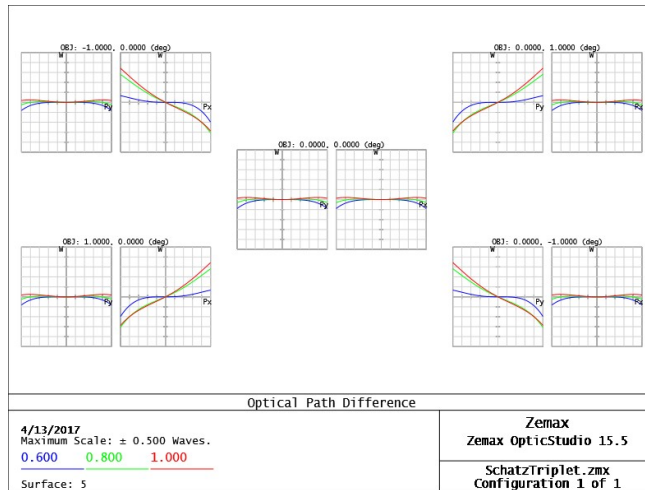 OBJ: -1.0000, 0.0000 (deg)
W
Py
Px
OBJ: 0.0000, 1.0000 (deg)
W
W
Py
Px
OBJ: 0.0000, 0.0000 (deg)
W
W
Py
Px
OBJ: 1.0000, 0.0000 (deg)
W
Py
Px
OBJ: 0.0000, -1.0000 (deg)
W
W
Py
Px
Optical Path Difference
4/13/2017
Maximum Scale: ± 0.500 Waves.
0.600 0.800 1.000
Surface: 5
Zemax
Zemax OpticStudio 15.5
SchatzTriplet.zmx
Configuration 1 of 1